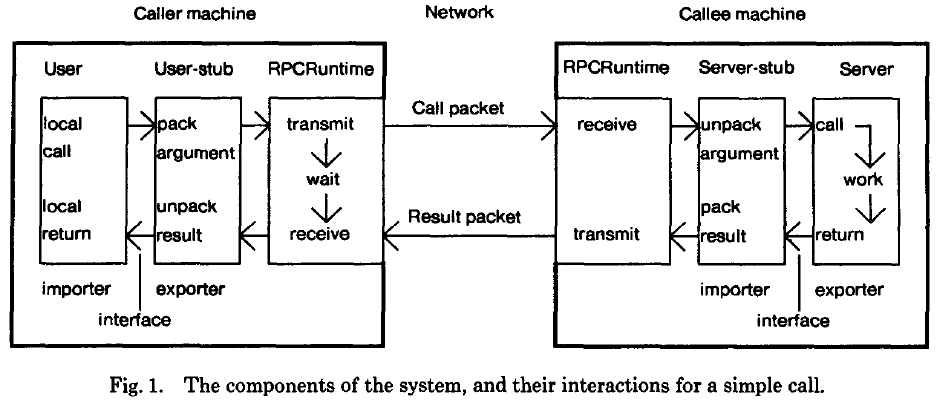 Caller machine
Network
Callee machine
User
User-stub
RPCRuntime
RPCRuntime
Server-stub
Server
local
call
pack
argument
transmit
wait
Call packet
receive
unpack
argument
call
work
local
return
unpack
result
receive
Result packet
transmit
pack
result
return
importer
exporter
interface
importer
exporter
interface
Fig. 1. The components of the system, and their interactions for a simple call.